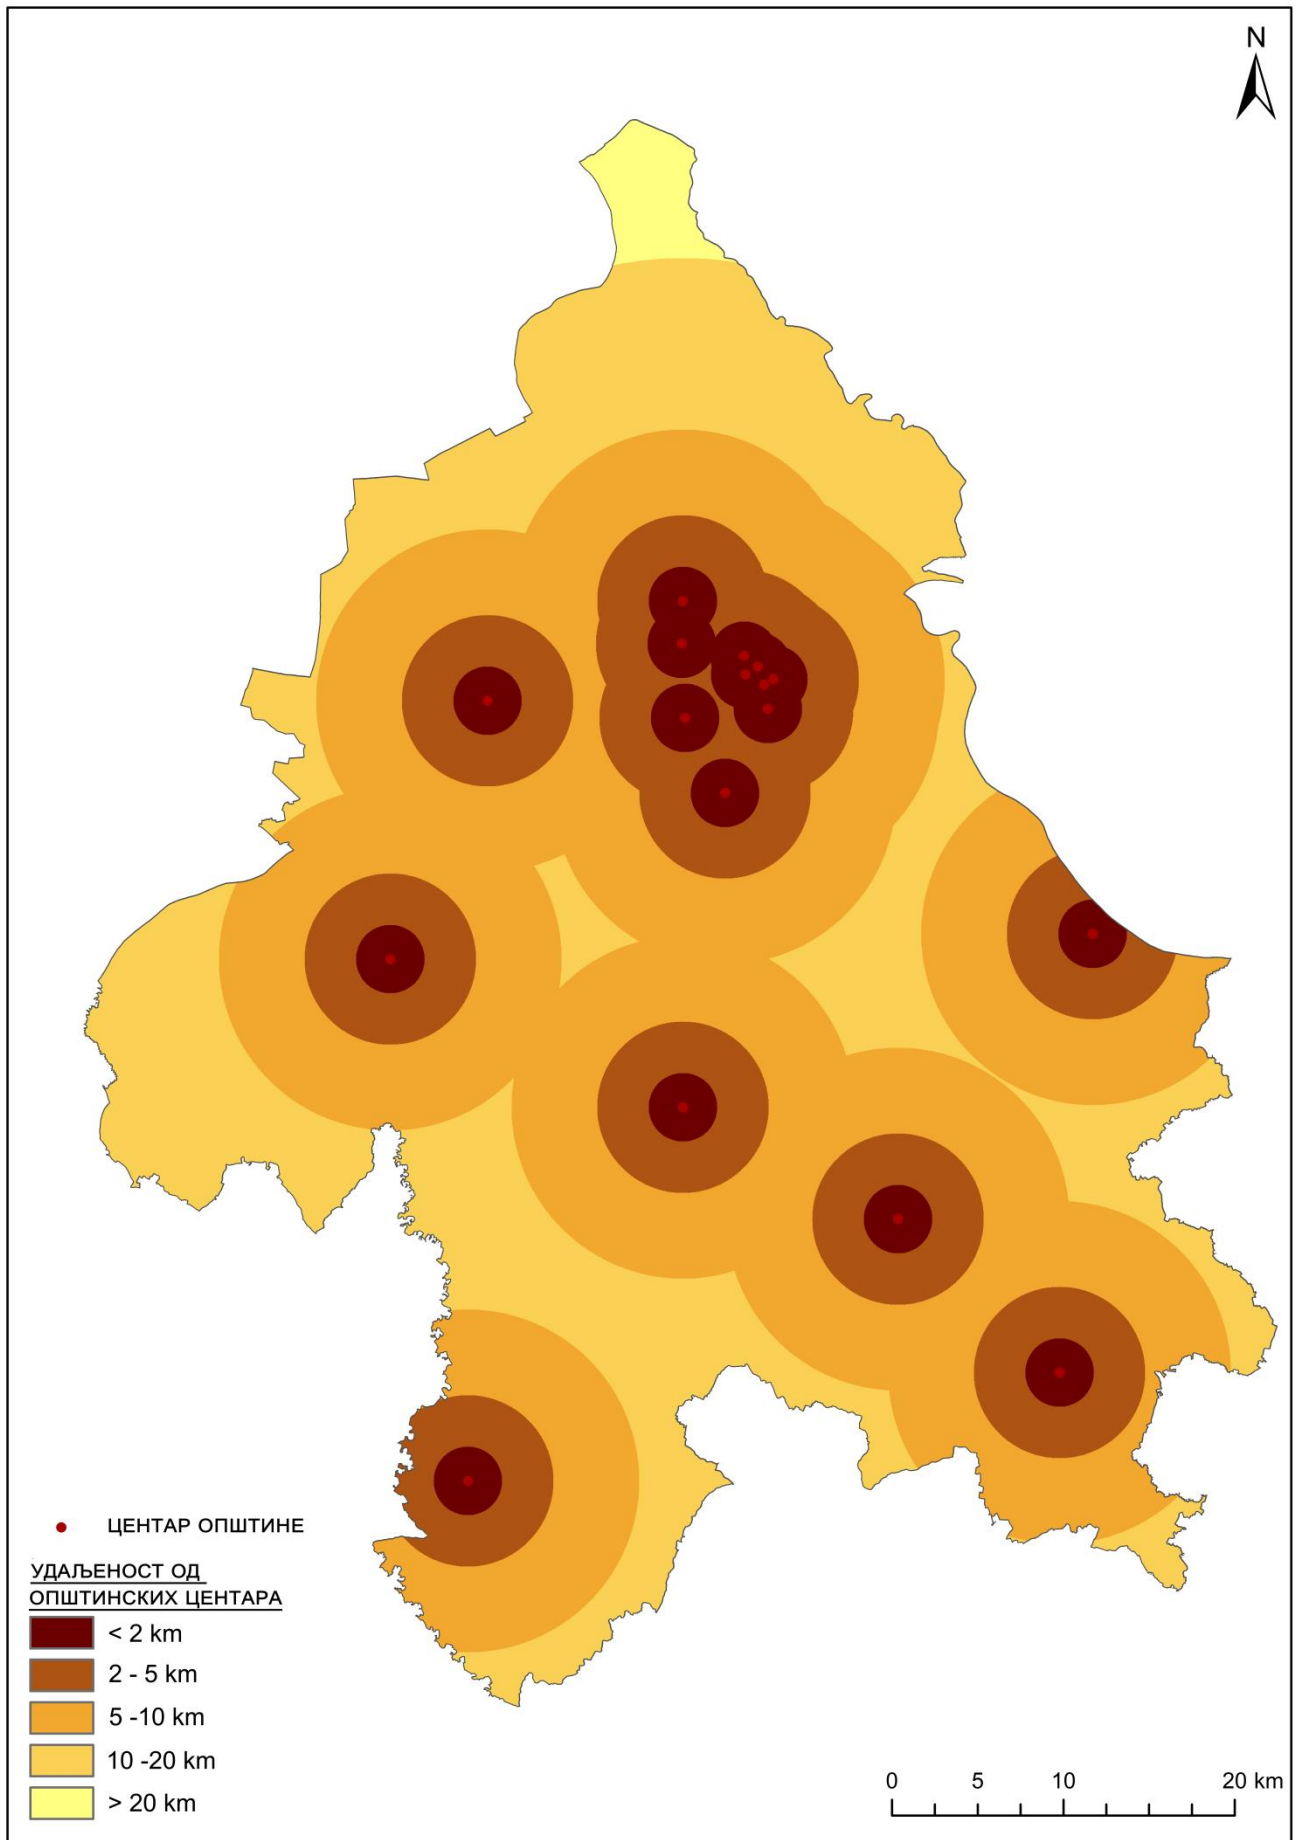 N
ЦЕНТАР ОПШТИНЕ
УДАЉЕНОСТ ОД
ОПШТИНСКИХ ЦЕНТАРА
< 2 km
2 - 5 km
5 -10 km
10 -20 km
> 20 km
0 5 10 20 km